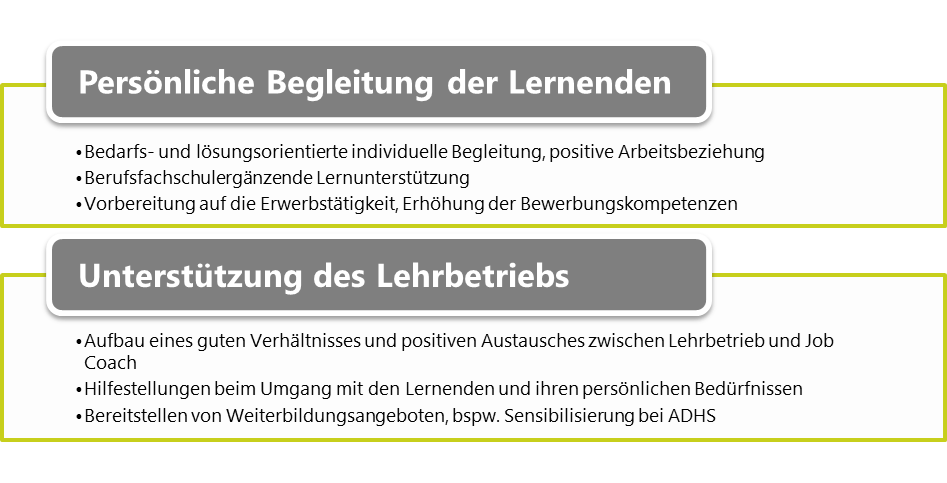 Persönliche Begleitung der Lernenden
•Bedarfs- und lösungsorientierte individuelle Begleitung, positive Arbeitsbeziehung
•Berufsfachschulergänzende Lernunterstützung
•Vorbereitung auf die Erwerbstätigkeit, Erhöhung der Bewerbungskompetenzen
Unterstützung des Lehrbetriebs
•Aufbau eines guten Verhältnisses und positiven Austausches zwischen Lehrbetrieb und Job
Coach
•Hilfestellungen beim Umgang mit den Lernenden und ihren persönlichen Bedürfnissen
•Bereitstellen von Weiterbildungsangeboten, bspw. Sensibilisierung bei ADHS